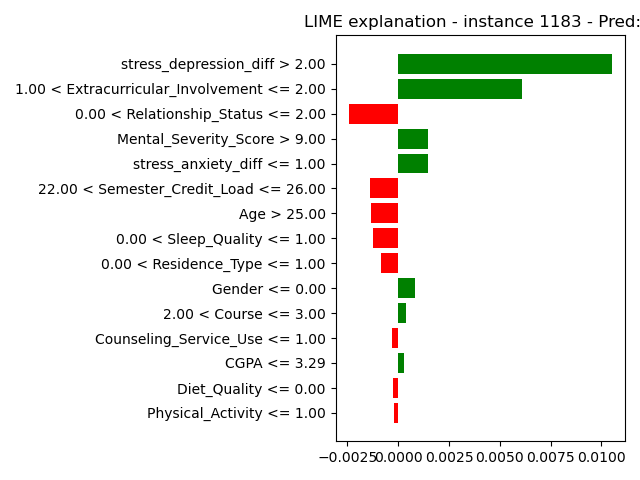 LIME explanation - instance 1183 - Pred:
stress_depression_diff > 2.00
1.00 < Extracurricular_Involvement <= 2.00
0.00 < Relationship_Status <= 2.00
Mental_Severity_Score > 9.00
stress_anxiety_diff <= 1.00
22.00 < Semester_Credit_Load <= 26.00
Age > 25.00
0.00 < Sleep_Quality <= 1.00
0.00 < Residence_Type <= 1.00
Gender <= 0.00
2.00 < Course <= 3.00
Counseling_Service_Use <= 1.00
CGPA <= 3.29
Diet_Quality <= 0.00
Physical_Activity <= 1.00
−0.0025 0.0000 0.0025 0.0050 0.0075 0.0100